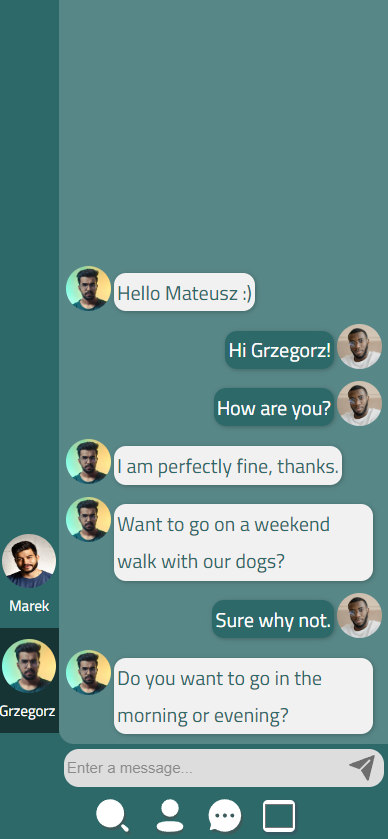 Hello Mateusz :)
Hi Grzegorz!
How are you?
I am perfectly fine, thanks.
Want to go on a weekend
walk with our dogs?
Sure why not.
Do you want to go in the
morning or evening?
Marek
Grzegorz
Enter a message...